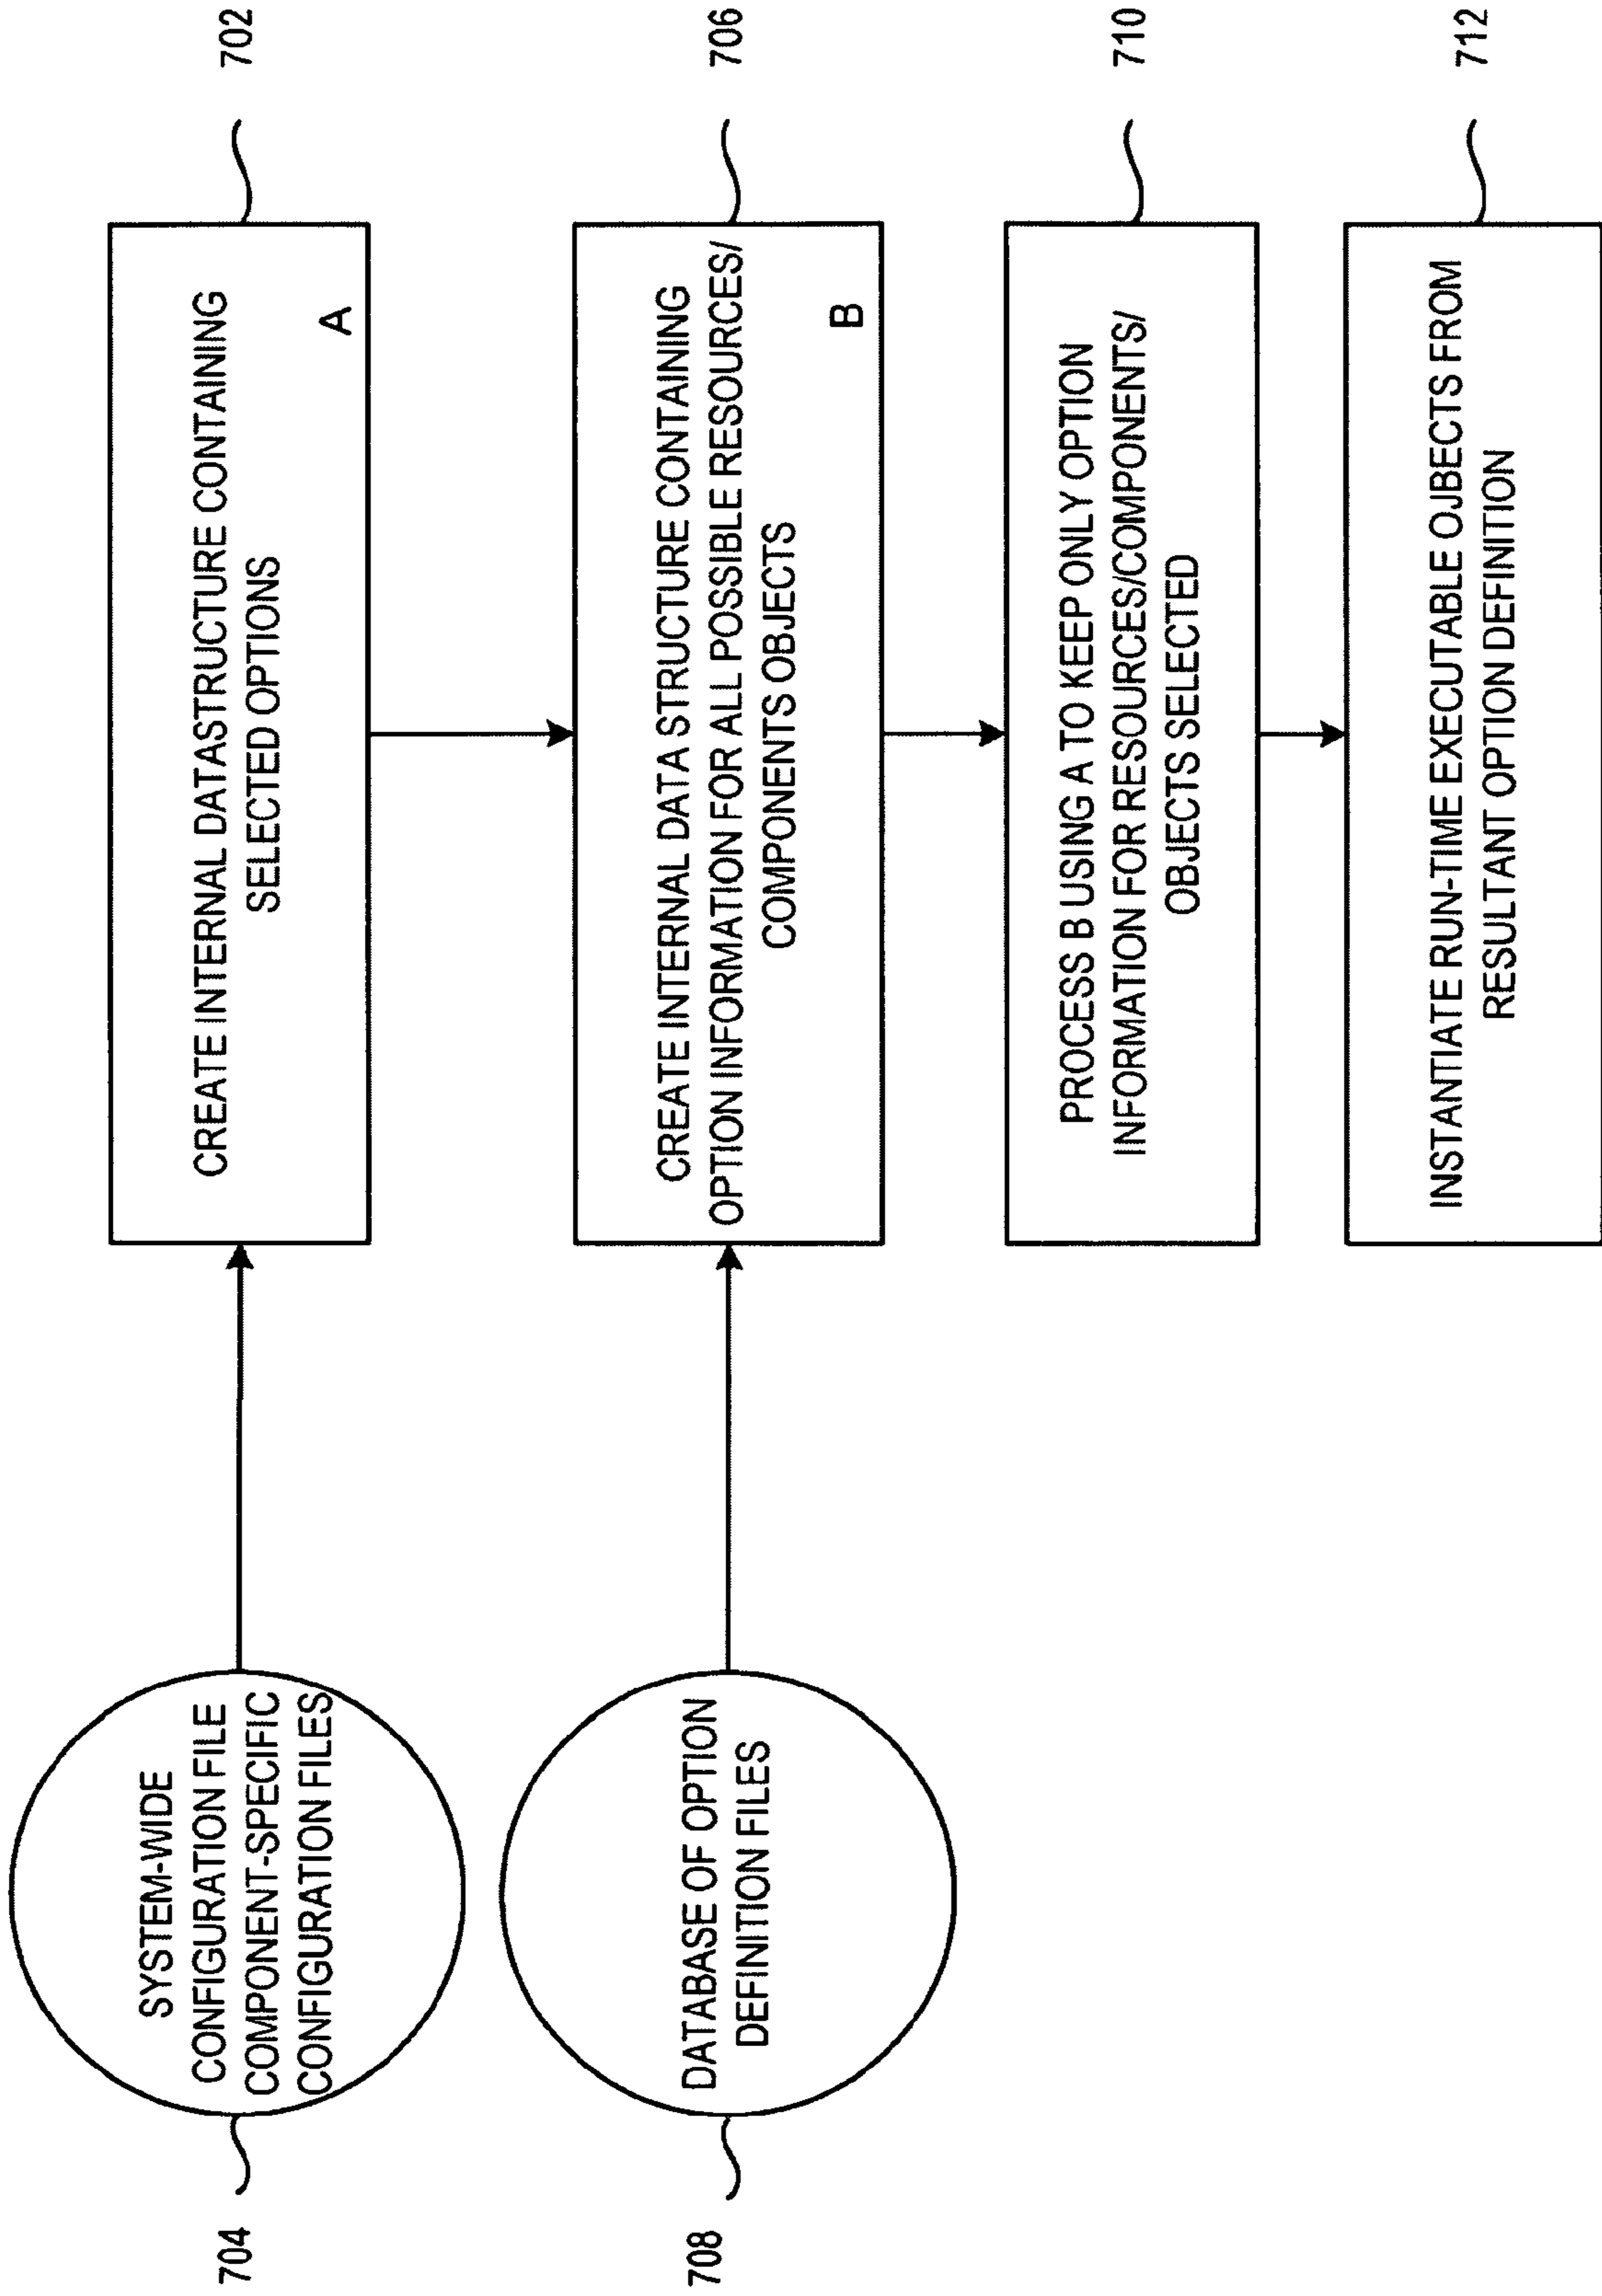 702
CREATE INTERNAL DATASTRUCTURE CONTAINING
SELECTED OPTIONS
A
704
SYSTEM-WIDE
CONFIGURATION FILE
COMPONENT-SPECIFIC
CONFIGURATION FILES
706
CREATE INTERNAL DATA STRUCTURE CONTAINING
OPTION INFORMATION FOR ALL POSSIBLE RESOURCES/
COMPONENTS OBJECTS
B
708
DATABASE OF OPTION
DEFINITION FILES
710
PROCESS B USING A TO KEEP ONLY OPTION
INFORMATION FOR RESOURCES/COMPONENTS/
OBJECTS SELECTED
712
INSTANTIATE RUN-TIME EXECUTABLE OJBECTS FROM
RESULTANT OPTION DEFINITION